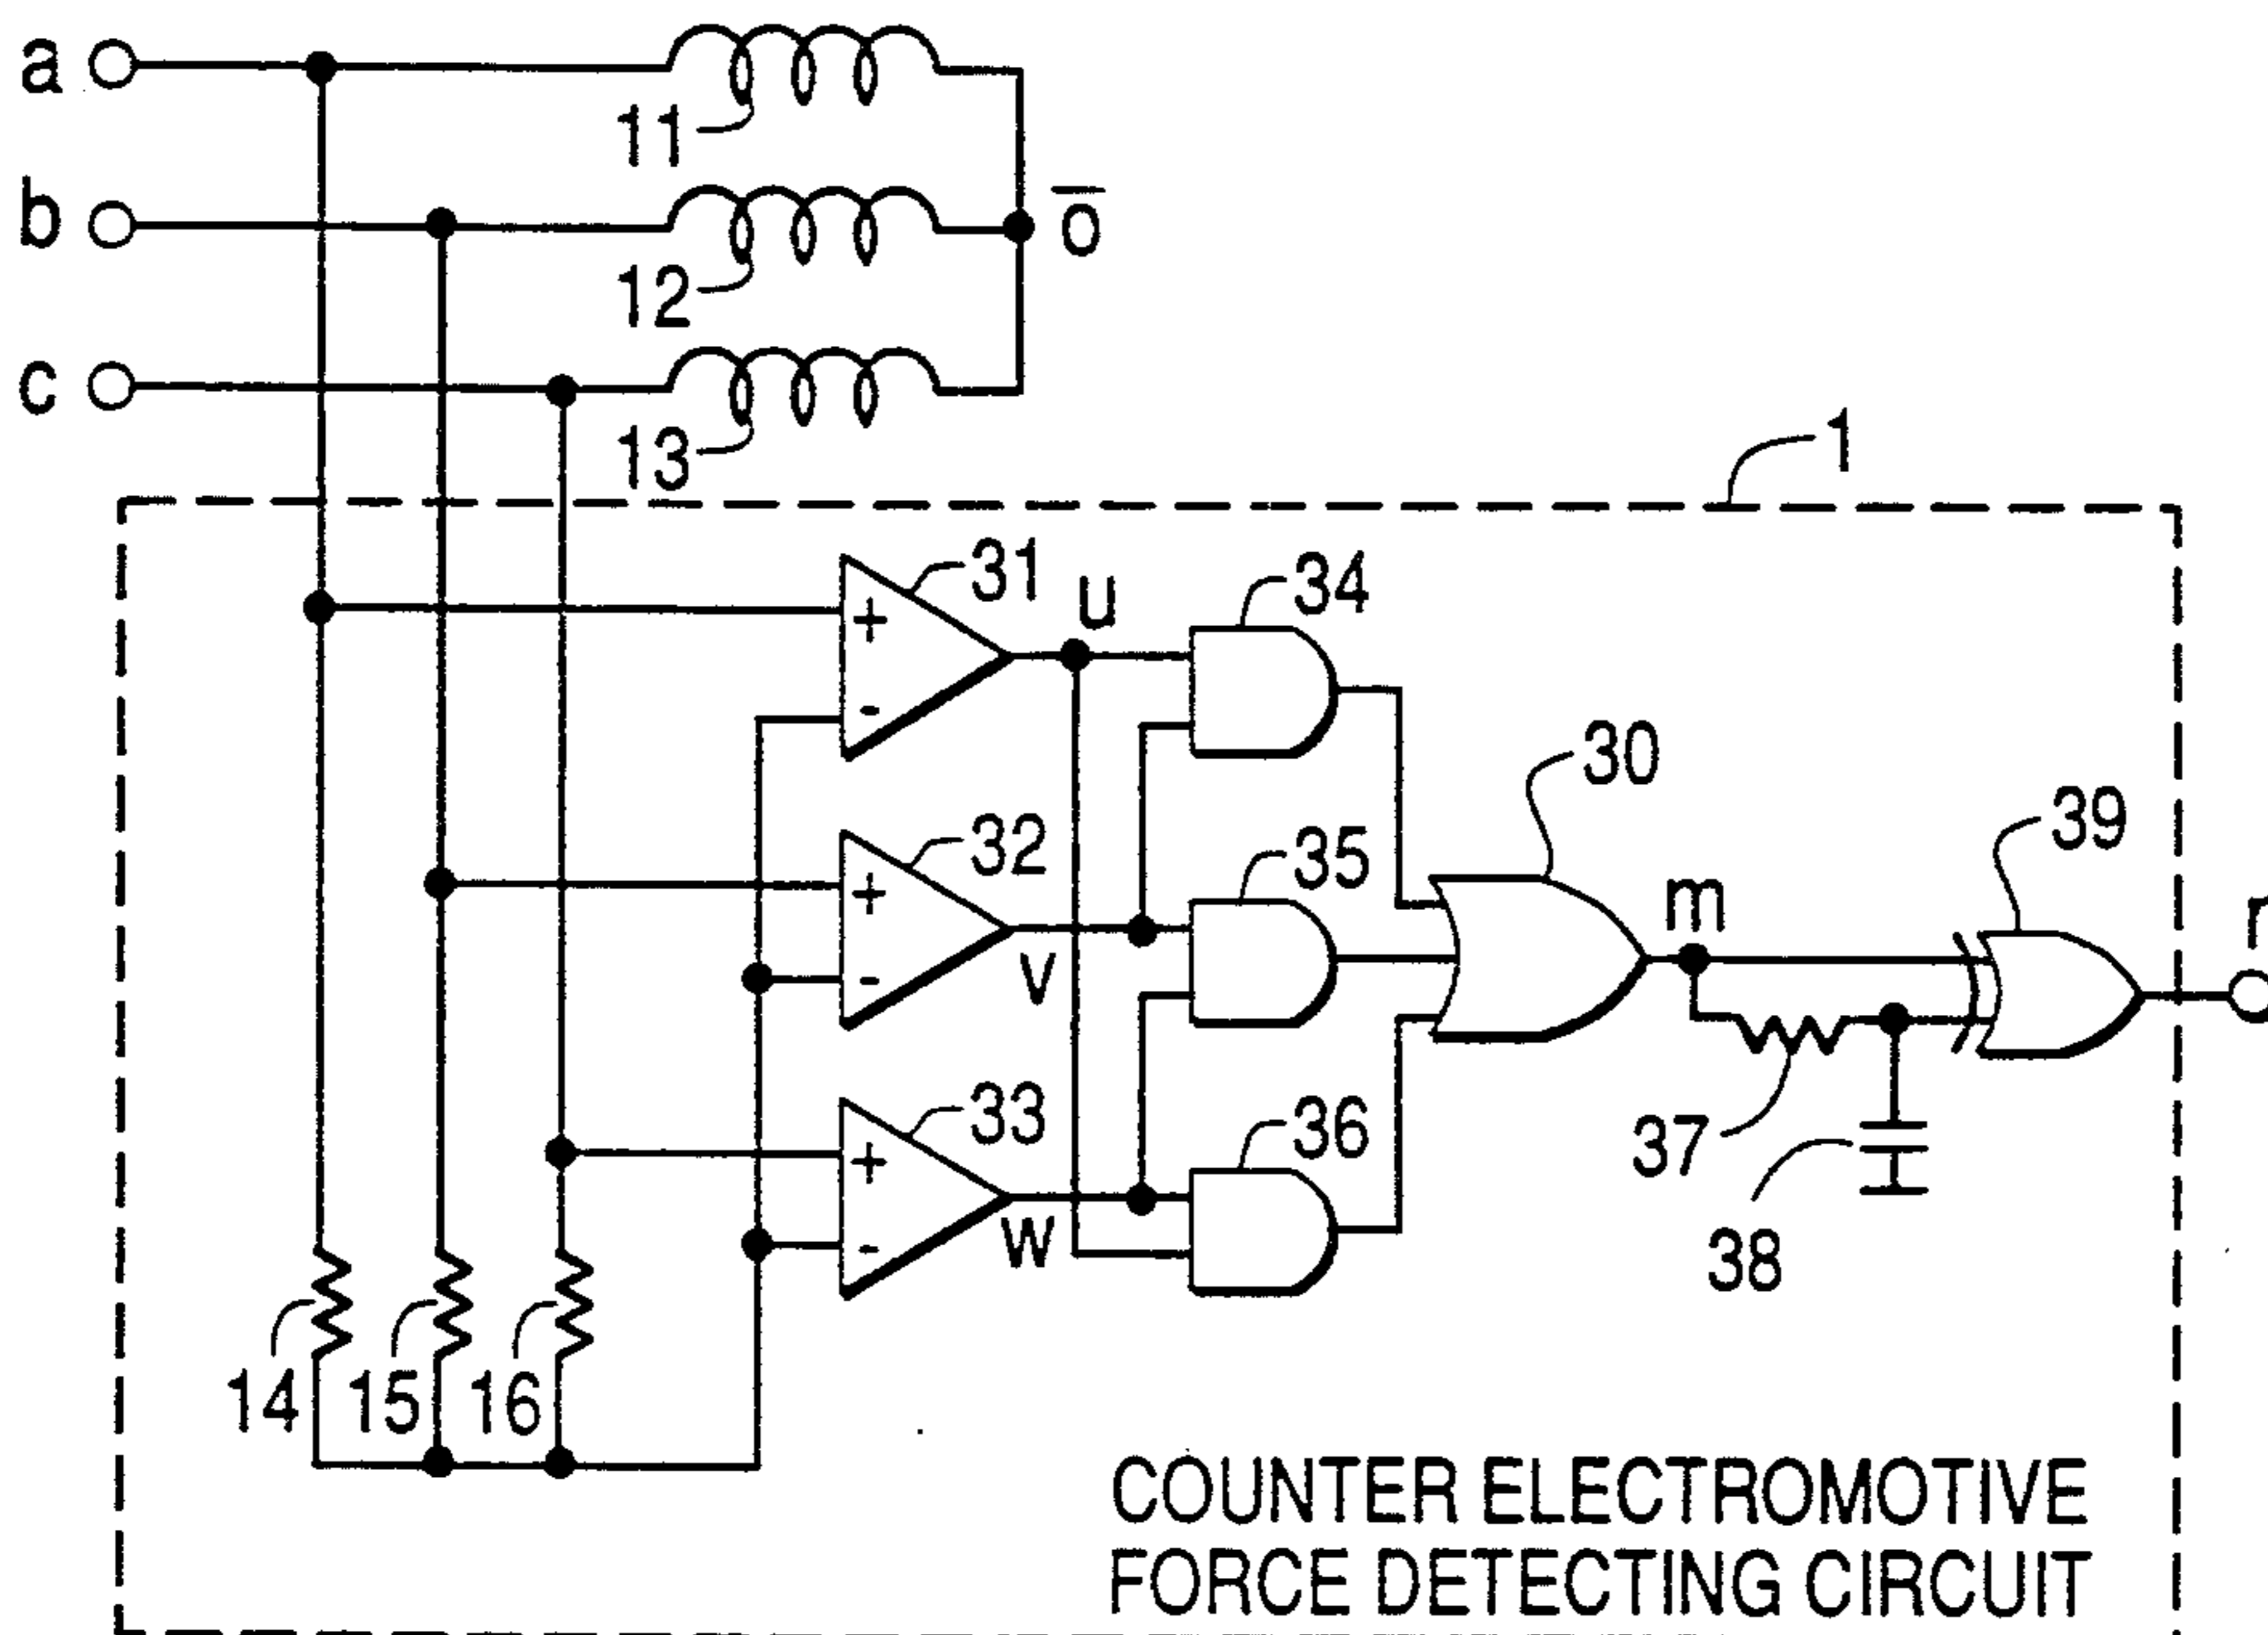 a
11
b
o
12
c
13
1
31
u
34
+
-
30
32
35
39
+
m
r
v
-
33
36
+
37
w
-
38
14 15 16
COUNTER ELECTROMOTIVE
FORCE DETECTING CIRCUIT